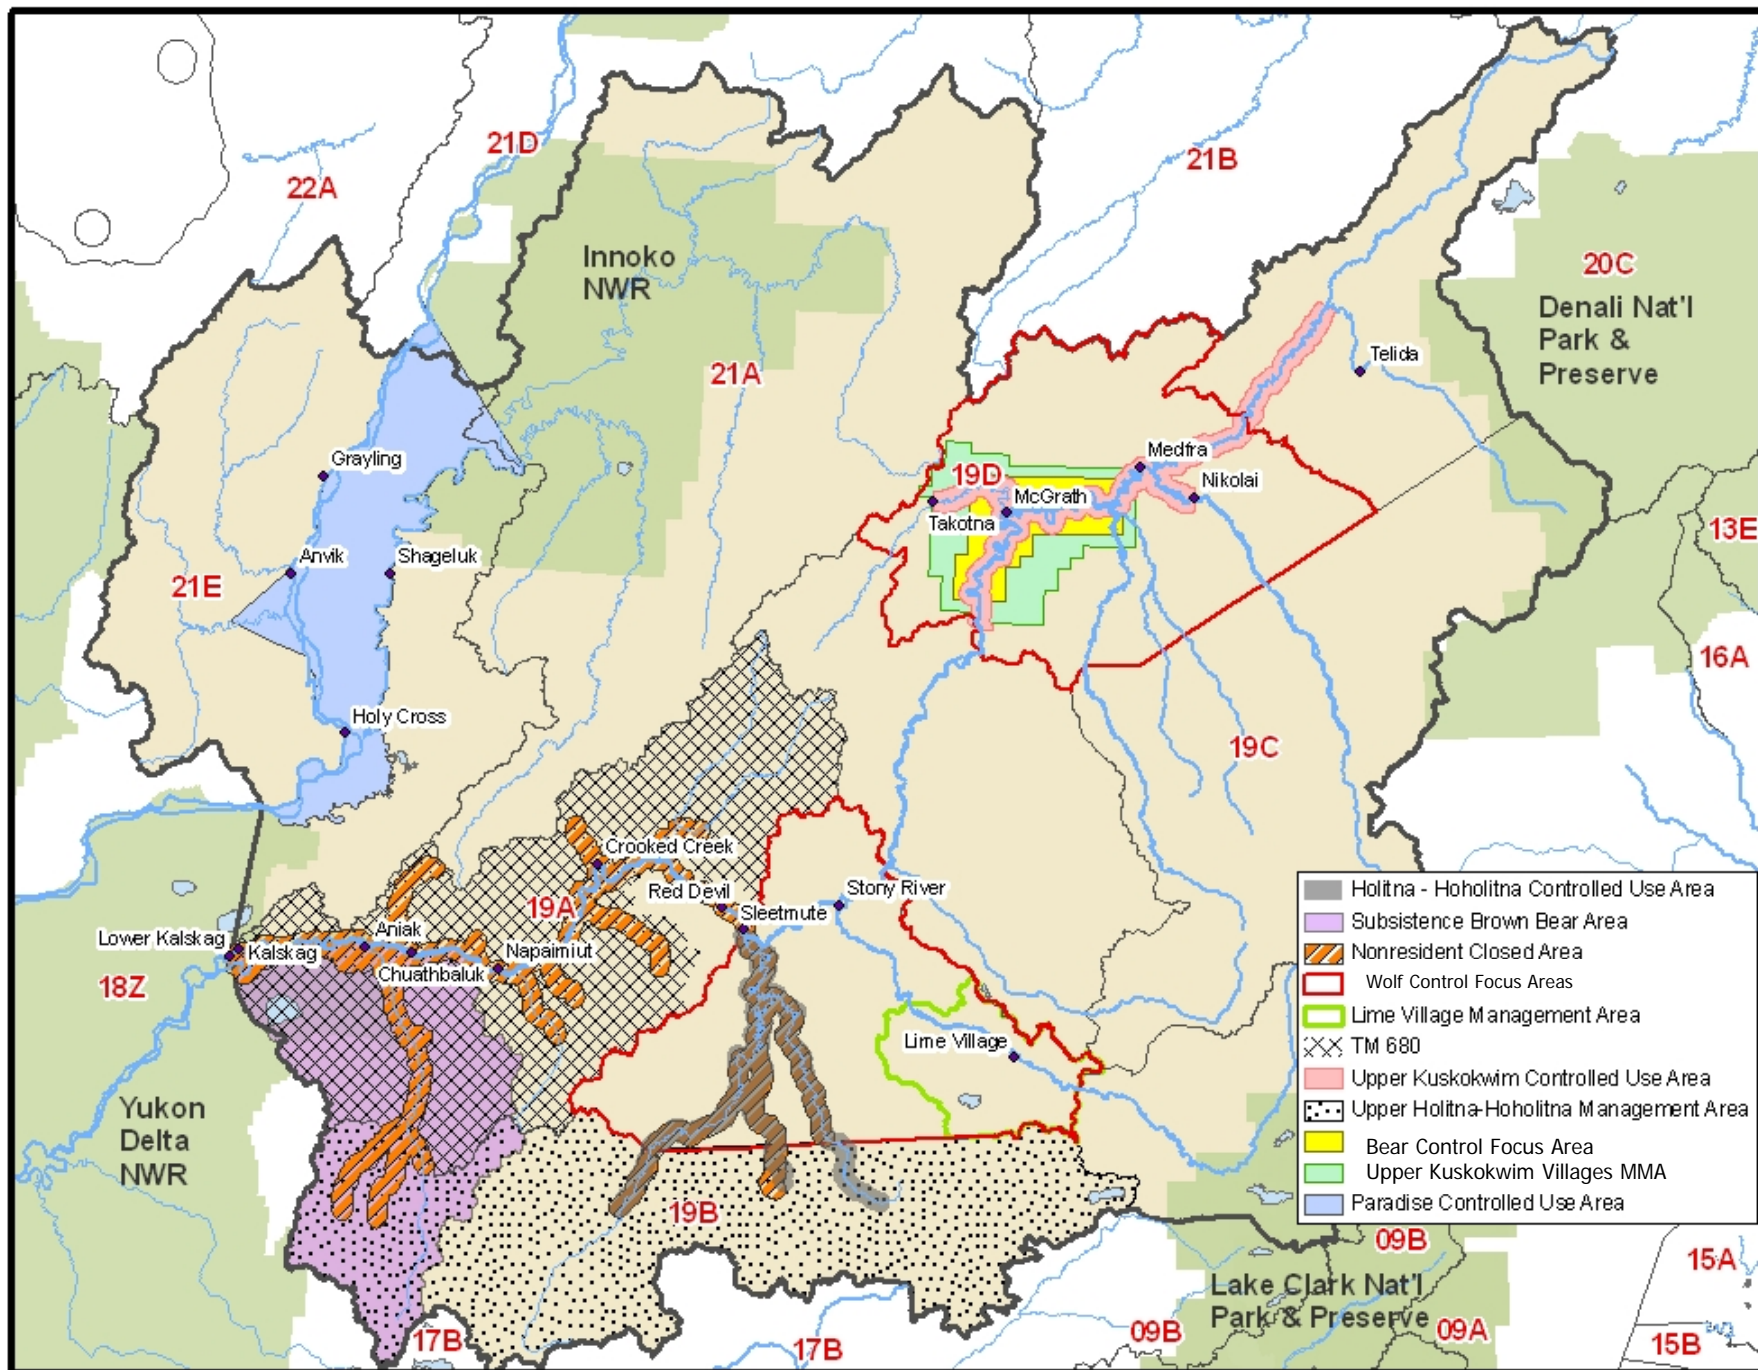 21D
21B
22A
Innoko
NWR
20C
Denali Nat'l
Park &
Preserve
21A
Telida
Grayling
Medfra
19D
Nikolai
McGrath
Takotna
13E
Anvik
Shageluk
21E
16A
Holy Cross
19C
Crooked Creek
Red Devil
Stony River
19A
Sleetmute
Aniak
Lower Kalskag
Kalskag
Napaimiut
Chuathbaluk
18Z
Lime Village
Yukon
Delta
NWR
19B
Holitna - Hoholitna Controlled Use Area
Subsistence Brown Bear Area
Nonresident Closed Area
Wolf Control Focus Areas
Lime Village Management Area
TM 680
Upper Kuskokwim Controlled Use Area
Upper Holitna-Hoholitna Management Area
Bear Control Focus Area
Upper Kuskokwim Villages MMA
Paradise Controlled Use Area
09B
15A
Lake Clark Nat'l
Park & Preserve
17B
17B
09B
09A
15B